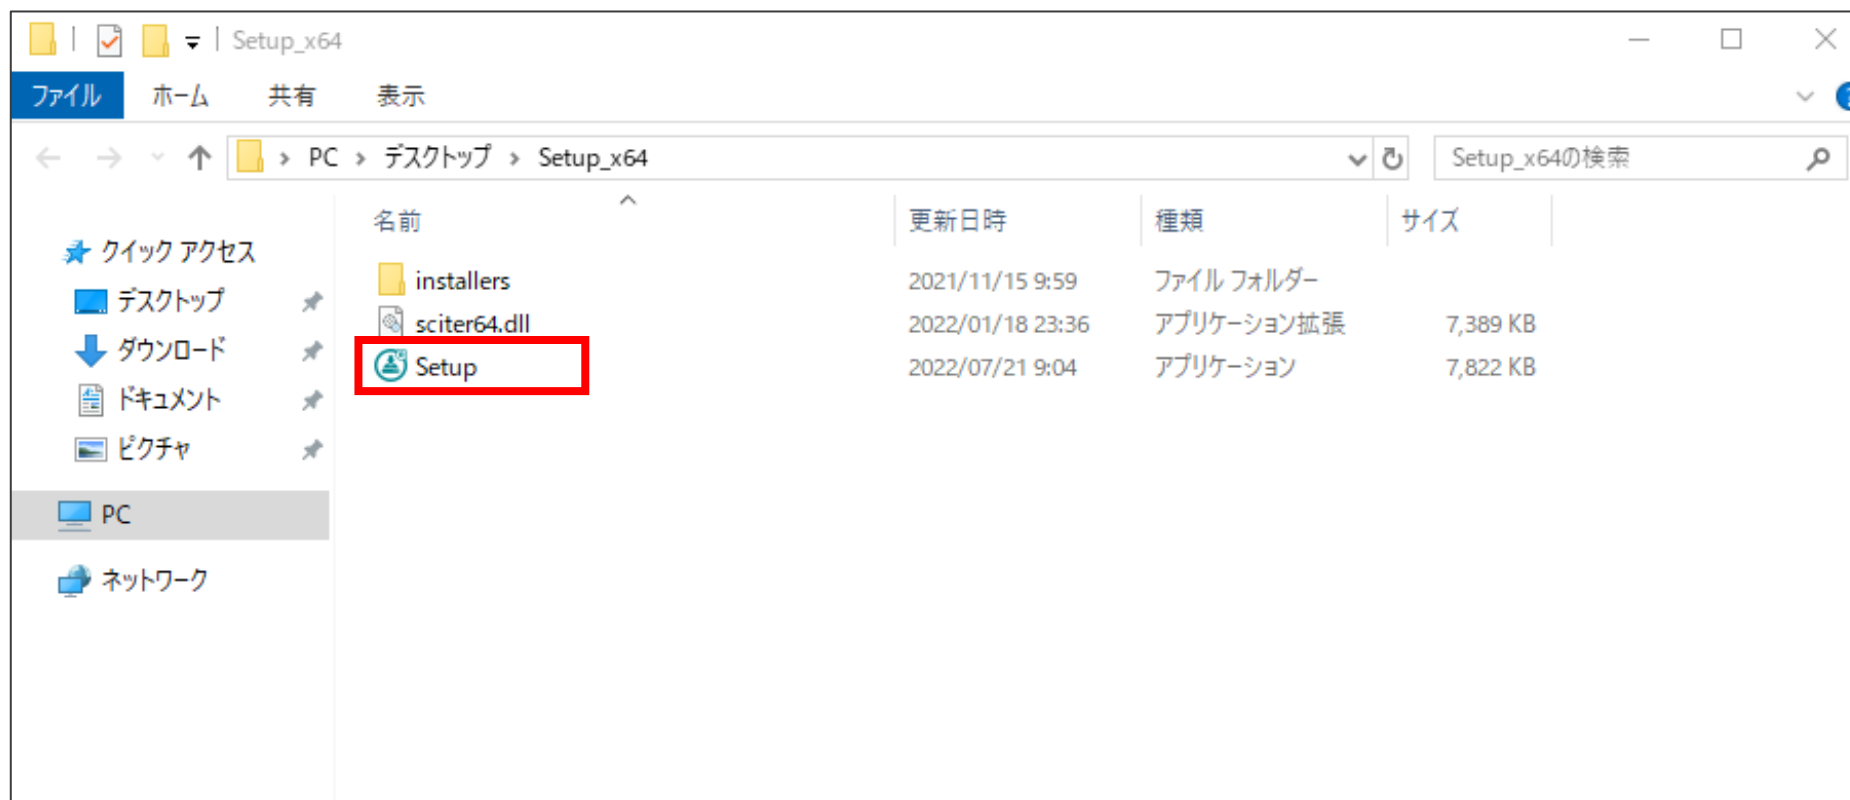 Setup_x64
ファイル ホーム 共有 表示
PC デスクトップ Setup_x64 Setup_x64の検索
名前 更新日時 種類 サイズ
クイック アクセス
デスクトップ
ダウンロード
ドキュメント
ピクチャ
PC
ネットワーク
installers 2021/11/15 9:59 ファイル フォルダー
sciter64.dll 2022/01/18 23:36 アプリケーション拡張 7,389 KB
Setup 2022/07/21 9:04 アプリケーション 7,822 KB